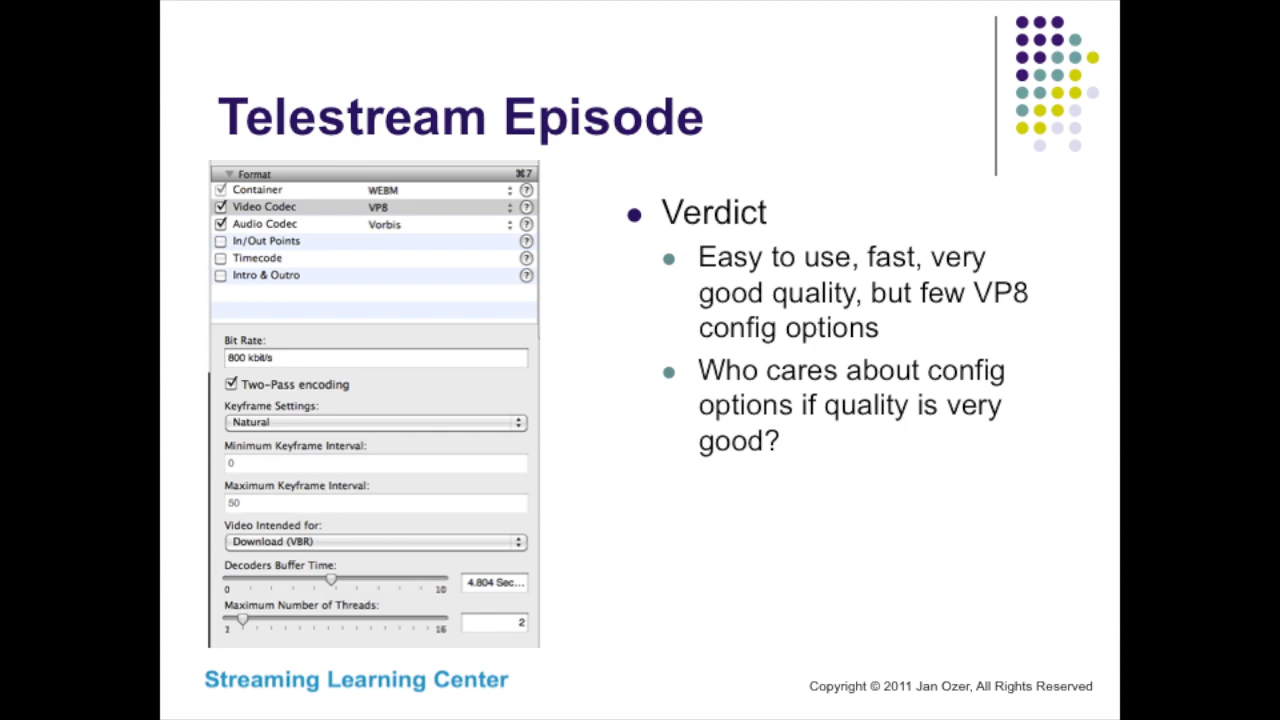 Telestream Episode
Format ⌘7
Container WEBM ?
Video Codec VP8 ?
Audio Codec Vorbis ?
In/Out Points ?
Timecode ?
Intro & Outro ?
Bit Rate:
800 kbit/s
Two-Pass encoding
Keyframe Settings:
Natural
Minimum Keyframe Interval:
0
Maximum Keyframe Interval:
50
Video Intended for:
Download (VBR)
Decoders Buffer Time:
4.804 Sec...
0 10
Maximum Number of Threads:
2
1 16
Verdict
Easy to use, fast, very
good quality, but few VP8
config options
Who cares about config
options if quality is very
good?
Streaming Learning Center
Copyright © 2011 Jan Ozer, All Rights Reserved